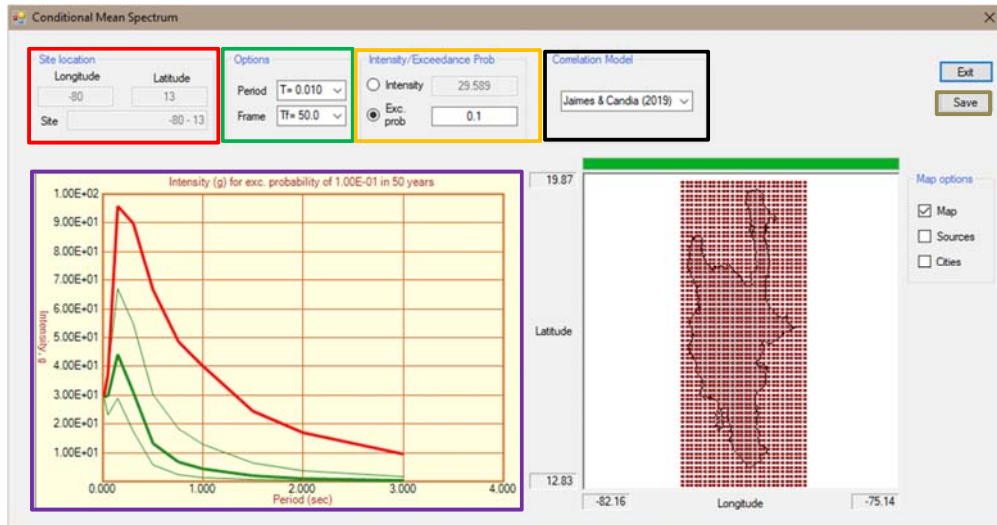 Conditional Mean Spectrum
Site location
Longitude Latitude
-80 13
Site -80 - 13
Options
Period T= 0.010
Frame Tf= 50.0
Intensity/Exceedance Prob
Intensity 29.589
Exc. prob 0.1
Correlation Model
Jaimes & Candia (2019)
Exit
Save
Intensity (g) for exc. probability of 1.00E-01 in 50 years
1.00E+02
9.00E+01
8.00E+01
7.00E+01
6.00E+01
5.00E+01
4.00E+01
3.00E+01
2.00E+01
1.00E+01
Intensity, g
0.000 1.000 2.000 3.000 4.000
Period (sec)
19.87
Latitude
12.83
-82.16 Longitude -75.14
Map options
Map
Sources
Cities